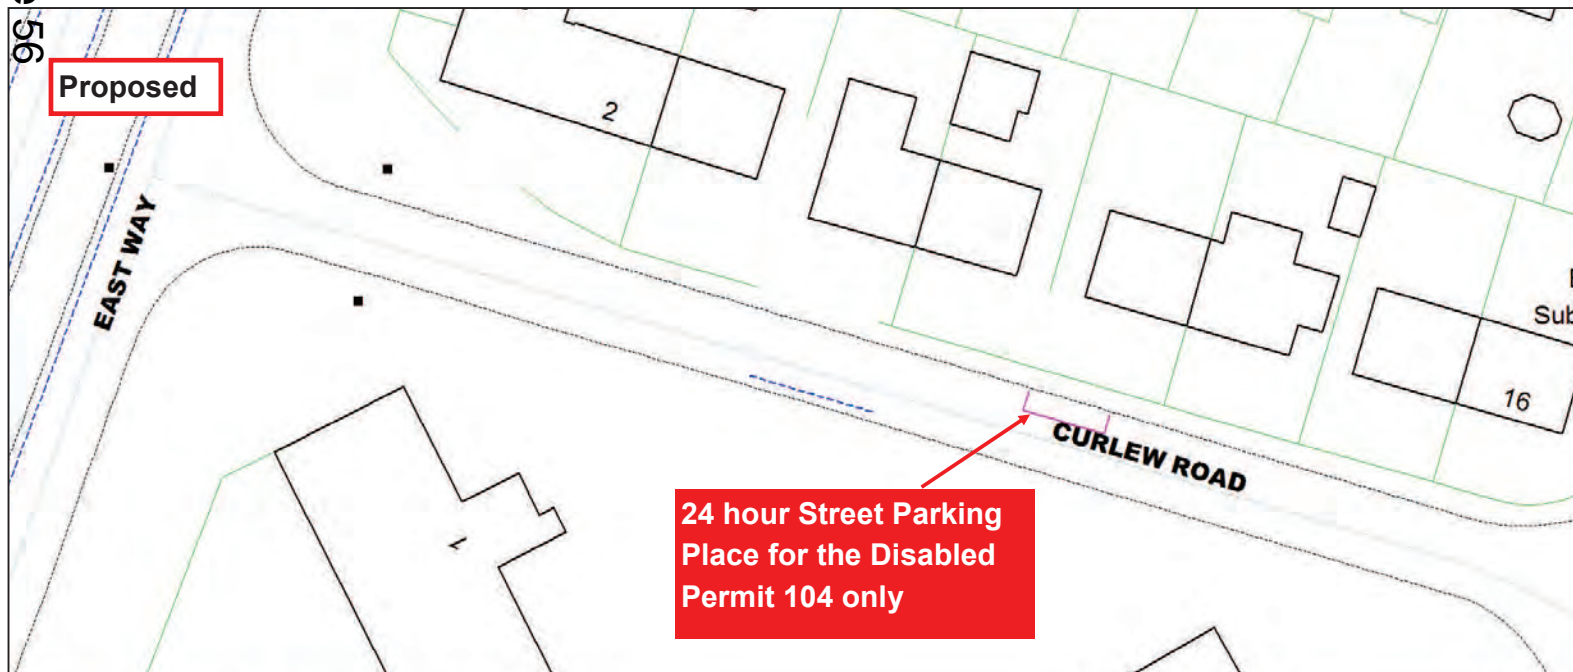 56
Proposed
2
EAST WAY
Sub
16
CURLEW ROAD
24 hour Street Parking
Place for the Disabled
Permit 104 only